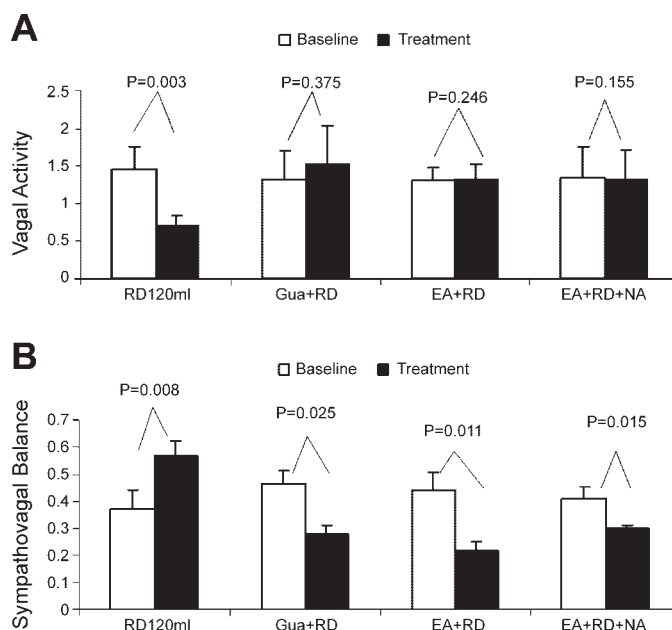 A
Baseline Treatment
P=0.003 P=0.375 P=0.246 P=0.155
Vagal Activity
2.5
2
1.5
1
0.5
0
RD120ml Gua+RD EA+RD EA+RD+NA
B
Baseline Treatment
P=0.008 P=0.025 P=0.011 P=0.015
Sympathovagal Balance
0.7
0.6
0.5
0.4
0.3
0.2
0.1
0
RD120ml Gua+RD EA+RD EA+RD+NA